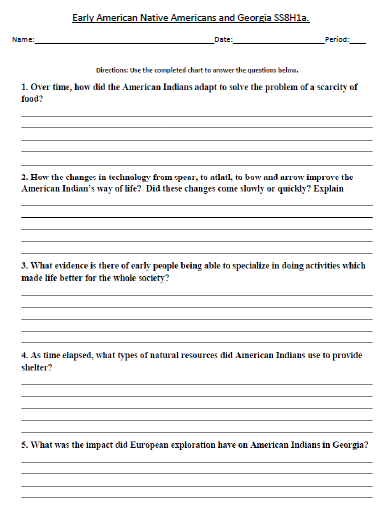 Early American Native Americans and Georgia SS8H1a.
Name: Date: Period:
Directions: Use the completed chart to answer the questions below.
1. Over time, how did the American Indians adapt to solve the problem of a scarcity of
food?
2. How the changes in technology from spear, to atlatl, to bow and arrow improve the
American Indian's way of life? Did these changes come slowly or quickly? Explain
3. What evidence is there of early people being able to specialize in doing activities which
made life better for the whole society?
4. As time elapsed, what types of natural resources did American Indians use to provide
shelter?
5. What was the impact did European exploration have on American Indians in Georgia?